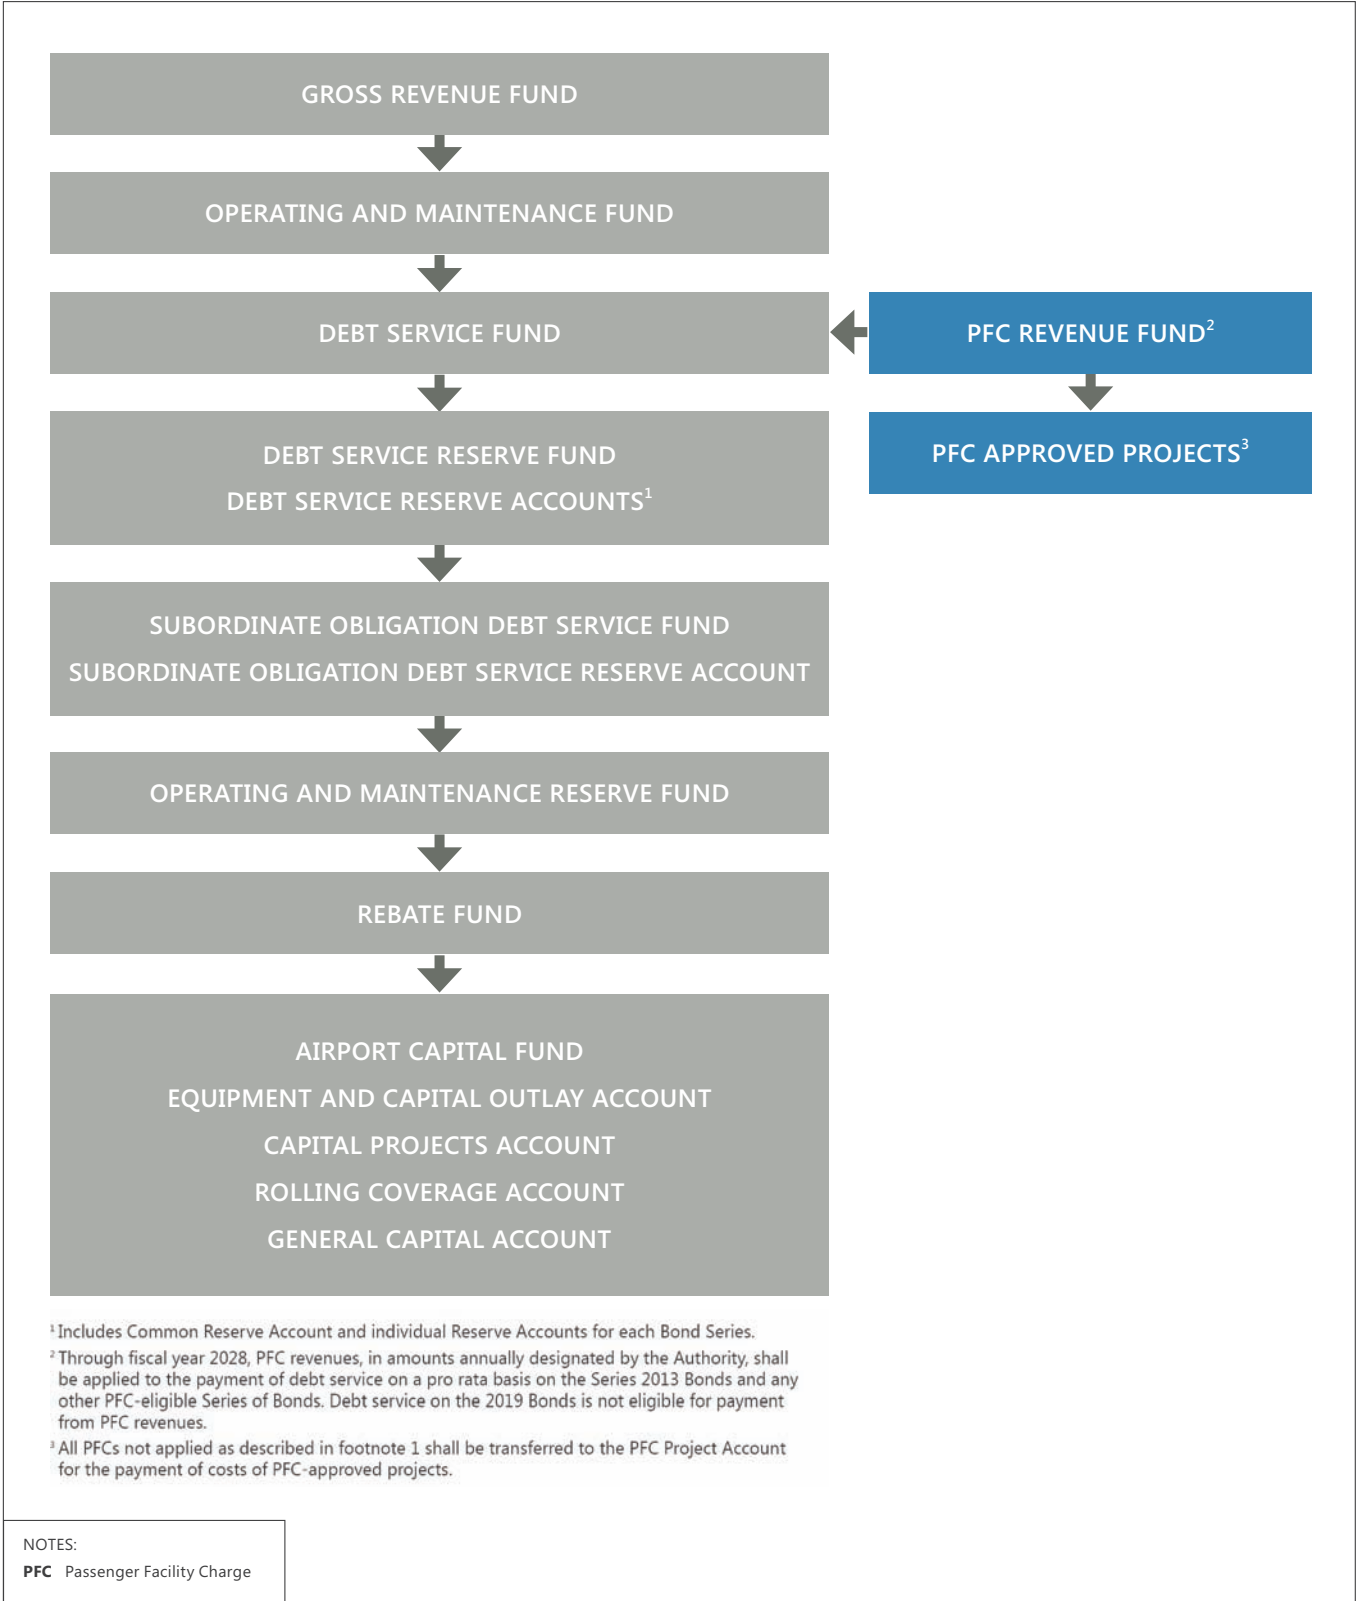 GROSS REVENUE FUND
OPERATING AND MAINTENANCE FUND
DEBT SERVICE FUND
PFC REVENUE FUND²
DEBT SERVICE RESERVE FUND
DEBT SERVICE RESERVE ACCOUNTS¹
PFC APPROVED PROJECTS³
SUBORDINATE OBLIGATION DEBT SERVICE FUND
SUBORDINATE OBLIGATION DEBT SERVICE RESERVE ACCOUNT
OPERATING AND MAINTENANCE RESERVE FUND
REBATE FUND
AIRPORT CAPITAL FUND
EQUIPMENT AND CAPITAL OUTLAY ACCOUNT
CAPITAL PROJECTS ACCOUNT
ROLLING COVERAGE ACCOUNT
GENERAL CAPITAL ACCOUNT
¹ Includes Common Reserve Account and individual Reserve Accounts for each Bond Series.
² Through fiscal year 2028, PFC revenues, in amounts annually designated by the Authority, shall
be applied to the payment of debt service on a pro rata basis on the Series 2013 Bonds and any
other PFC-eligible Series of Bonds. Debt service on the 2019 Bonds is not eligible for payment
from PFC revenues.
³ All PFCs not applied as described in footnote 1 shall be transferred to the PFC Project Account
for the payment of costs of PFC-approved projects.
NOTES:
PFC Passenger Facility Charge